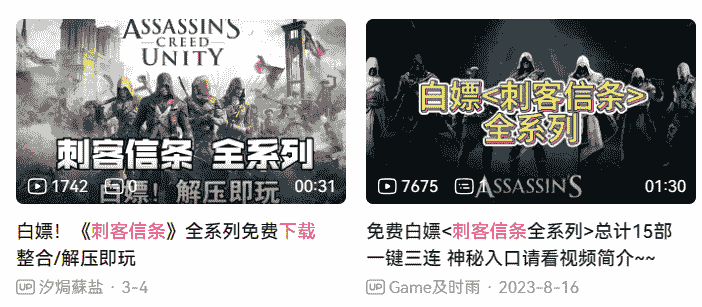 ASSASSIN'S
CREED
UNITY
刺客信条 全系列
白嫖！解压即玩
1742
0
00:31
白嫖！《刺客信条》全系列免费下载
整合/解压即玩
UP 汐焗蘇盐 · 3-4
白嫖<刺客信条>
全系列
ASSASSIN'S
7675
1
01:30
免费白嫖<刺客信条全系列>总计15部
一键三连 神秘入口请看视频简介~~
UP Game及时雨 · 2023-8-16